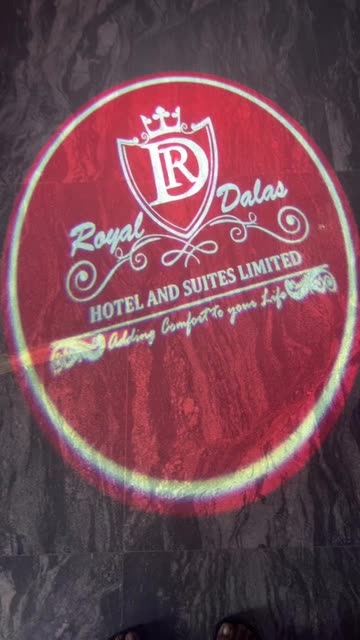 DR
Royal Dalas
HOTEL AND SUITES LIMITED
Adding Comfort to your Life